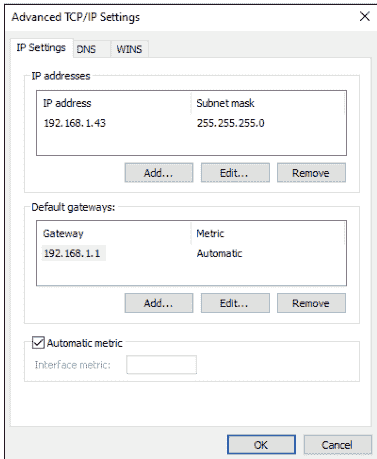 Advanced TCP/IP Settings
IP Settings DNS WINS
IP addresses
IP address Subnet mask
192.168.1.43 255.255.255.0
Add... Edit... Remove
Default gateways:
Gateway Metric
192.168.1.1 Automatic
Add... Edit... Remove
Automatic metric
Interface metric:
OK Cancel